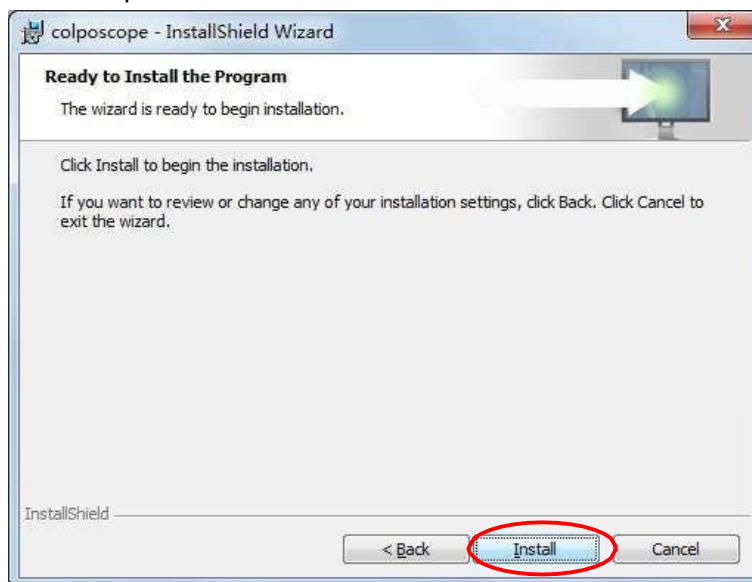 colposcope - InstallShield Wizard
Ready to Install the Program
The wizard is ready to begin installation.
Click Install to begin the installation.
If you want to review or change any of your installation settings, click Back. Click Cancel to
exit the wizard.
InstallShield
< Back Install Cancel